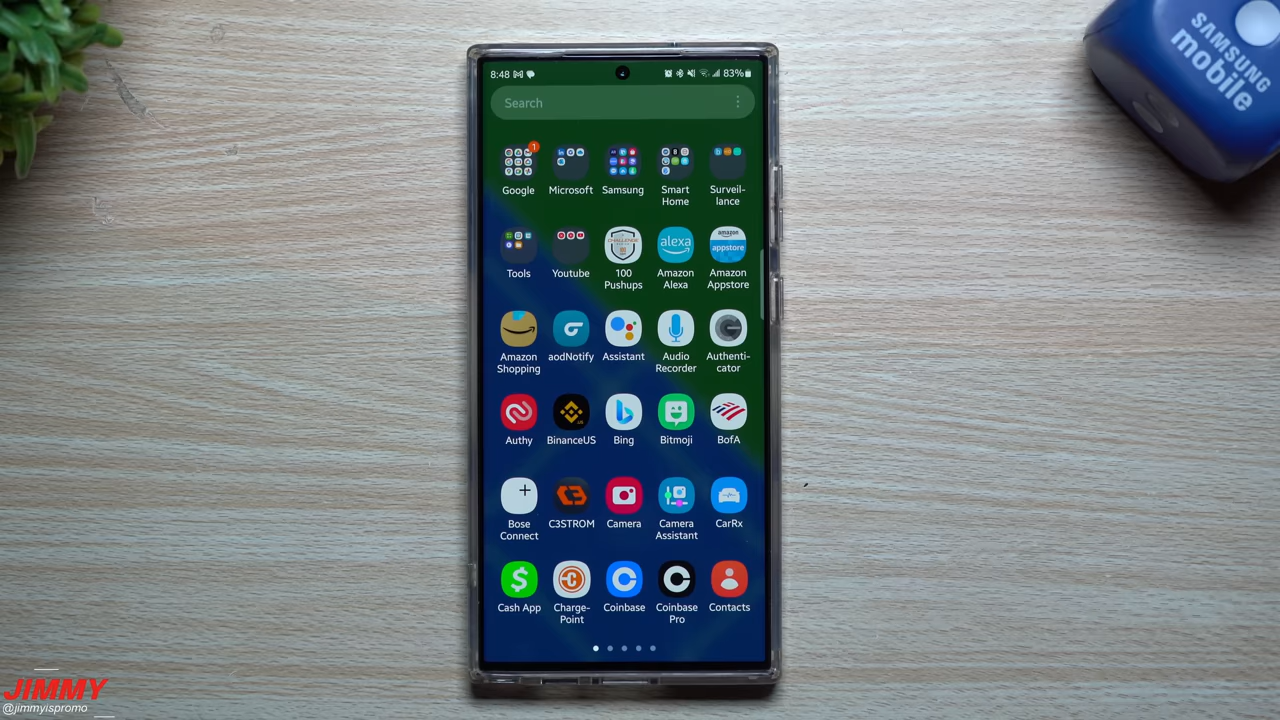 8:48
83%
Search
1
Google
Microsoft
Samsung
Smart
Home
Surveil-
lance
Tools
Youtube
CHALLENGE
100
Pushups
alexa
Amazon
Alexa
amazon
appstore
Amazon
Appstore
Amazon
Shopping
aodNotify
Assistant
Audio
Recorder
Authenti-
cator
Authy
BinanceUS
Bing
Bitmoji
BofA
Bose
Connect
C3STROM
Camera
Camera
Assistant
CarRx
Cash App
Charge-
Point
Coinbase
Coinbase
Pro
Contacts
SAMSUNG
mobile
JIMMY
@jimmyispromo